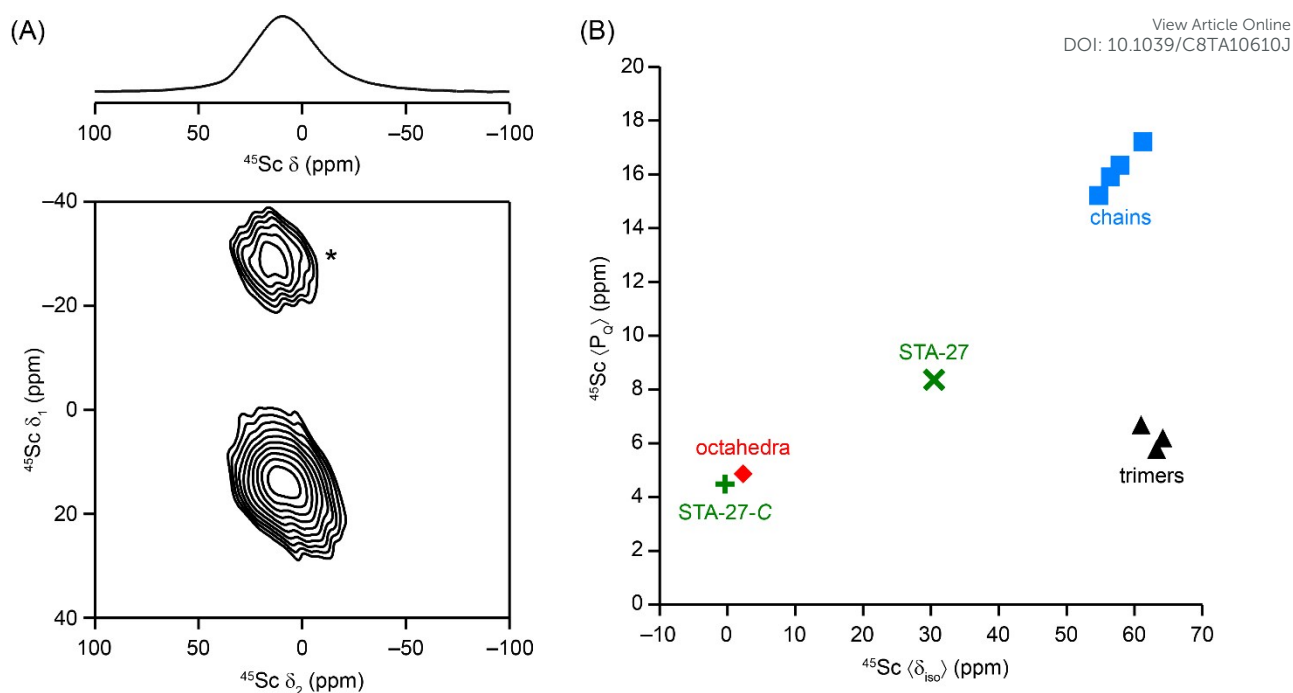 View Article Online
DOI: 10.1039/C8TA10610J
(A)
100 50 0 –50 –100
⁴⁵Sc δ (ppm)
–40
–20
0
20
40
⁴⁵Sc δ₁ (ppm)
*
100 50 0 –50 –100
⁴⁵Sc δ₂ (ppm)
(B)
20
18
16
14
12
10
8
6
4
2
0
⁴⁵Sc ⟨P_Q⟩ (ppm)
chains
STA-27
octahedra
STA-27-C
trimers
–10 0 10 20 30 40 50 60 70
⁴⁵Sc ⟨δ_iso⟩ (ppm)